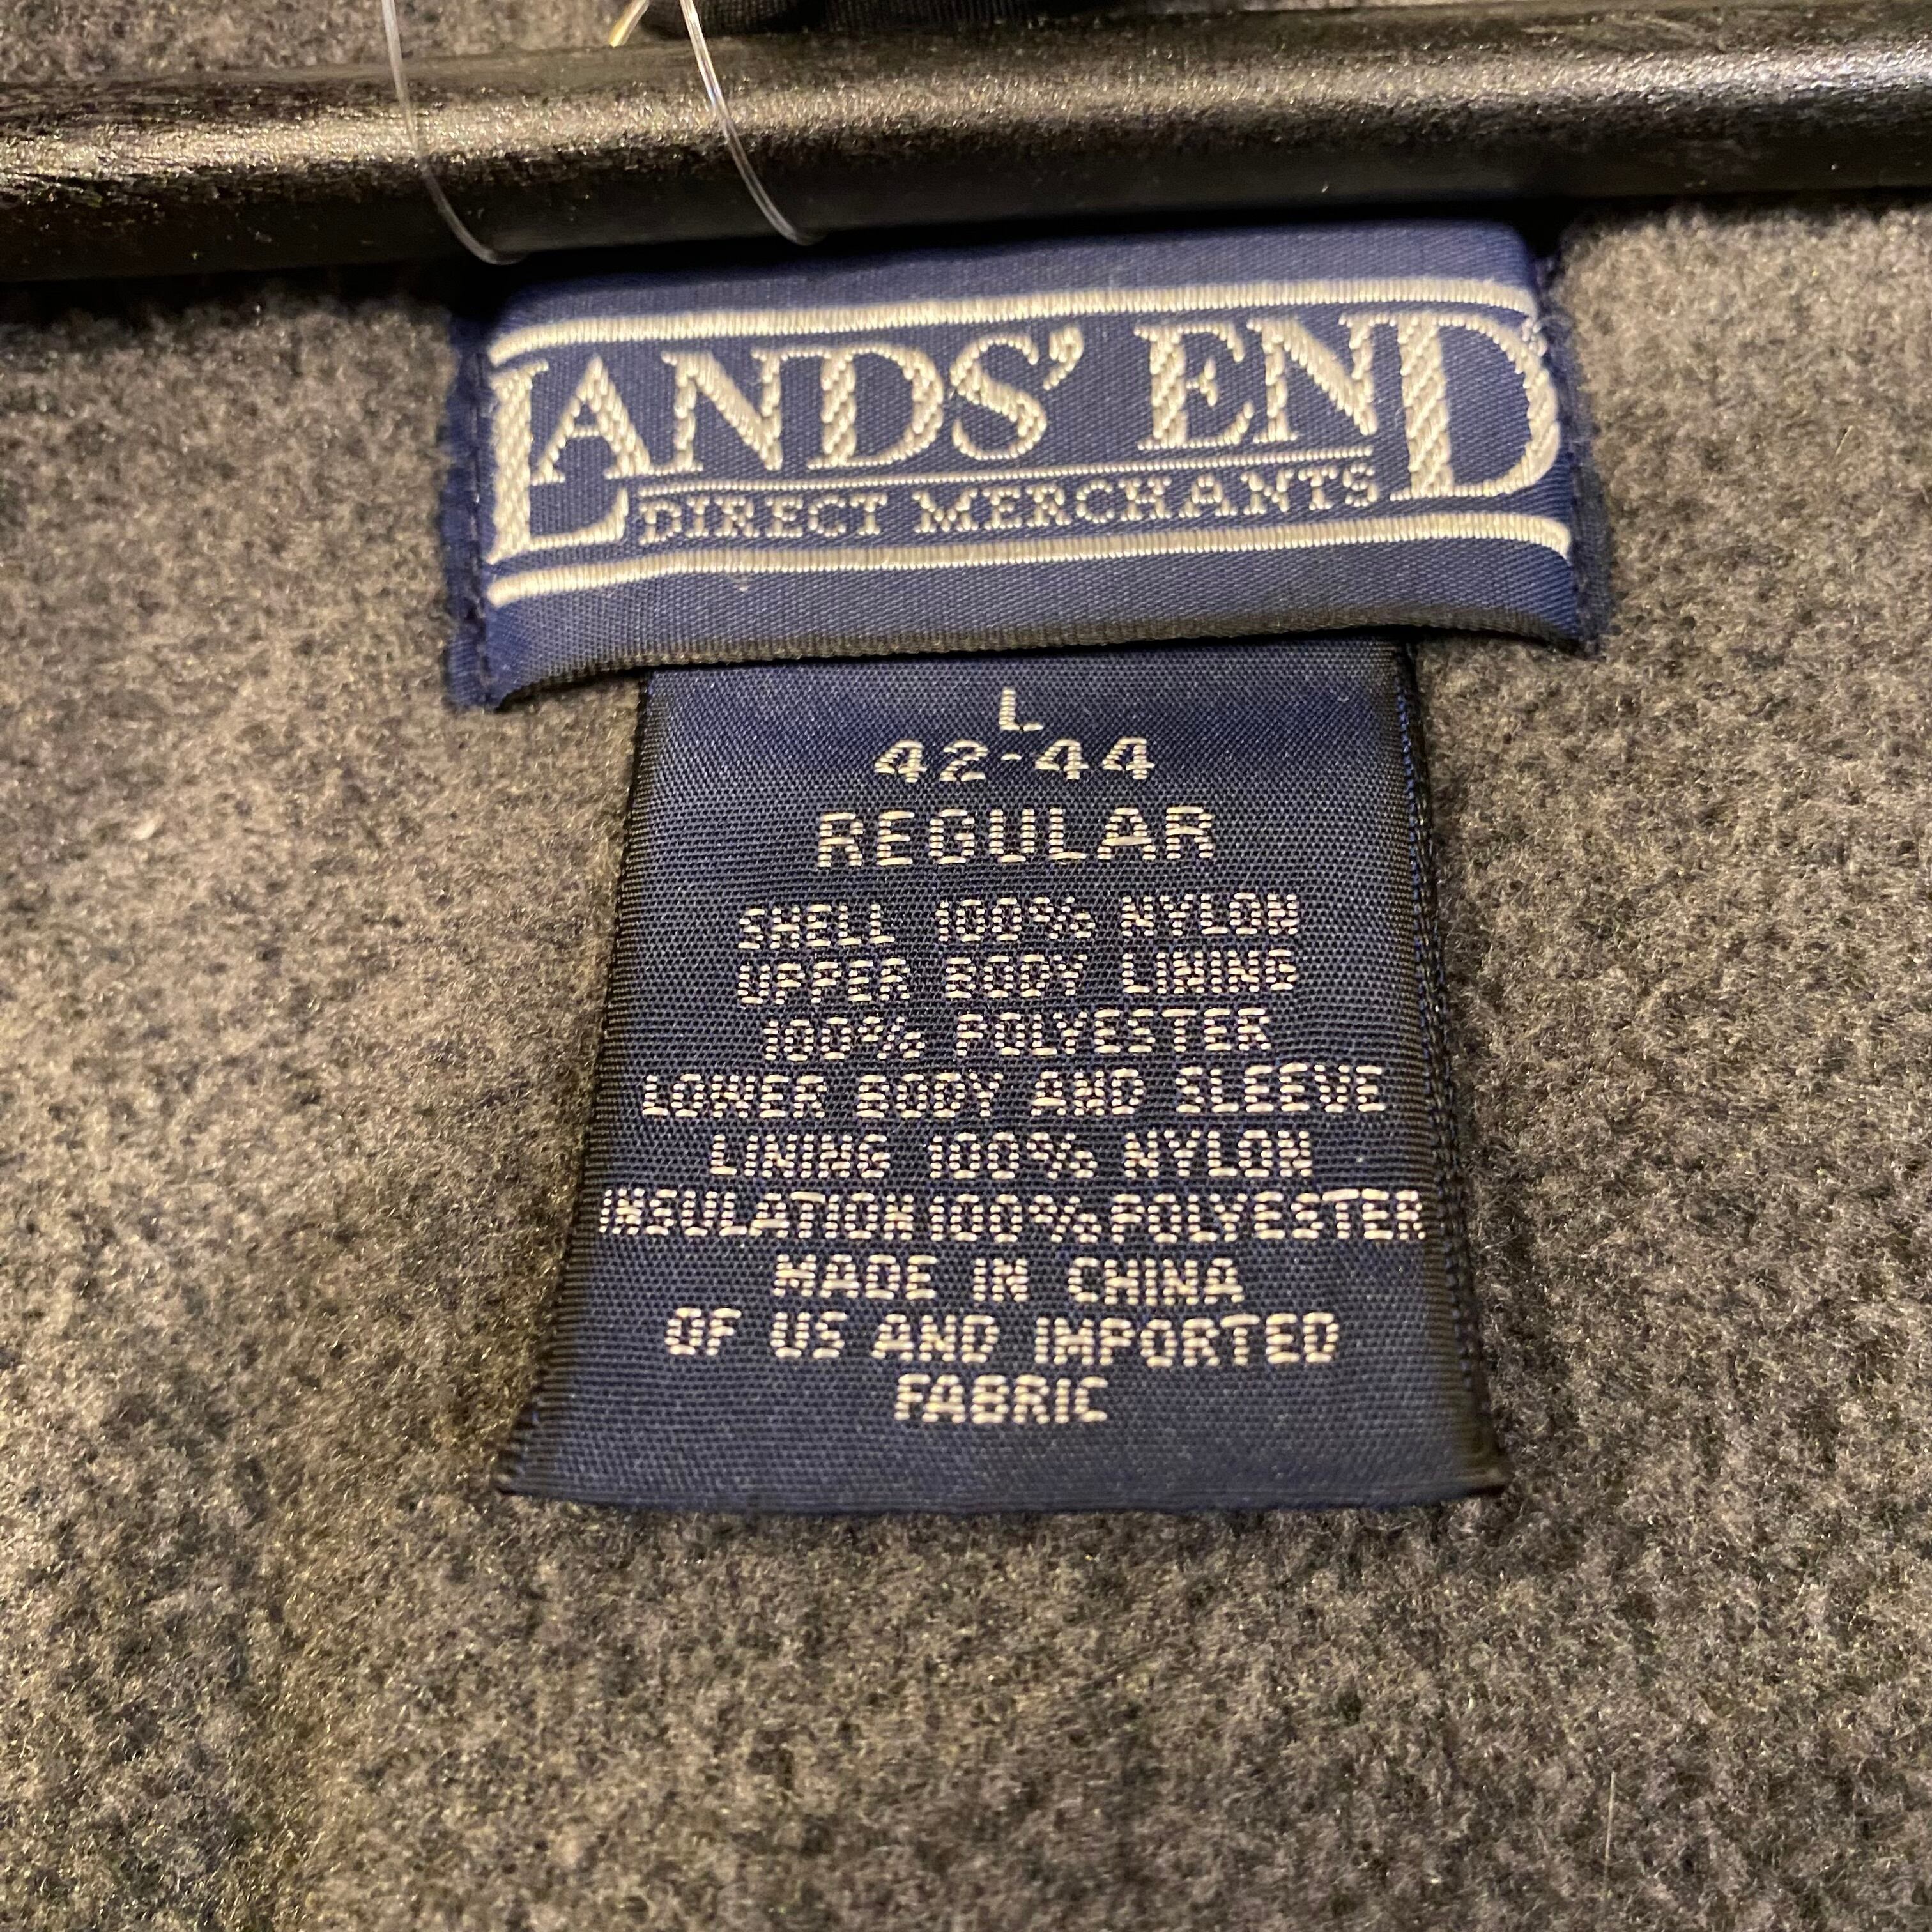 LANDS' END
DIRECT MERCHANTS
L
42-44
REGULAR
SHELL 100% NYLON
UPPER BODY LINING
100% POLYESTER
LOWER BODY AND SLEEVE
LINING 100% NYLON
INSULATION 100% POLYESTER
MADE IN CHINA
OF US AND IMPORTED
FABRIC